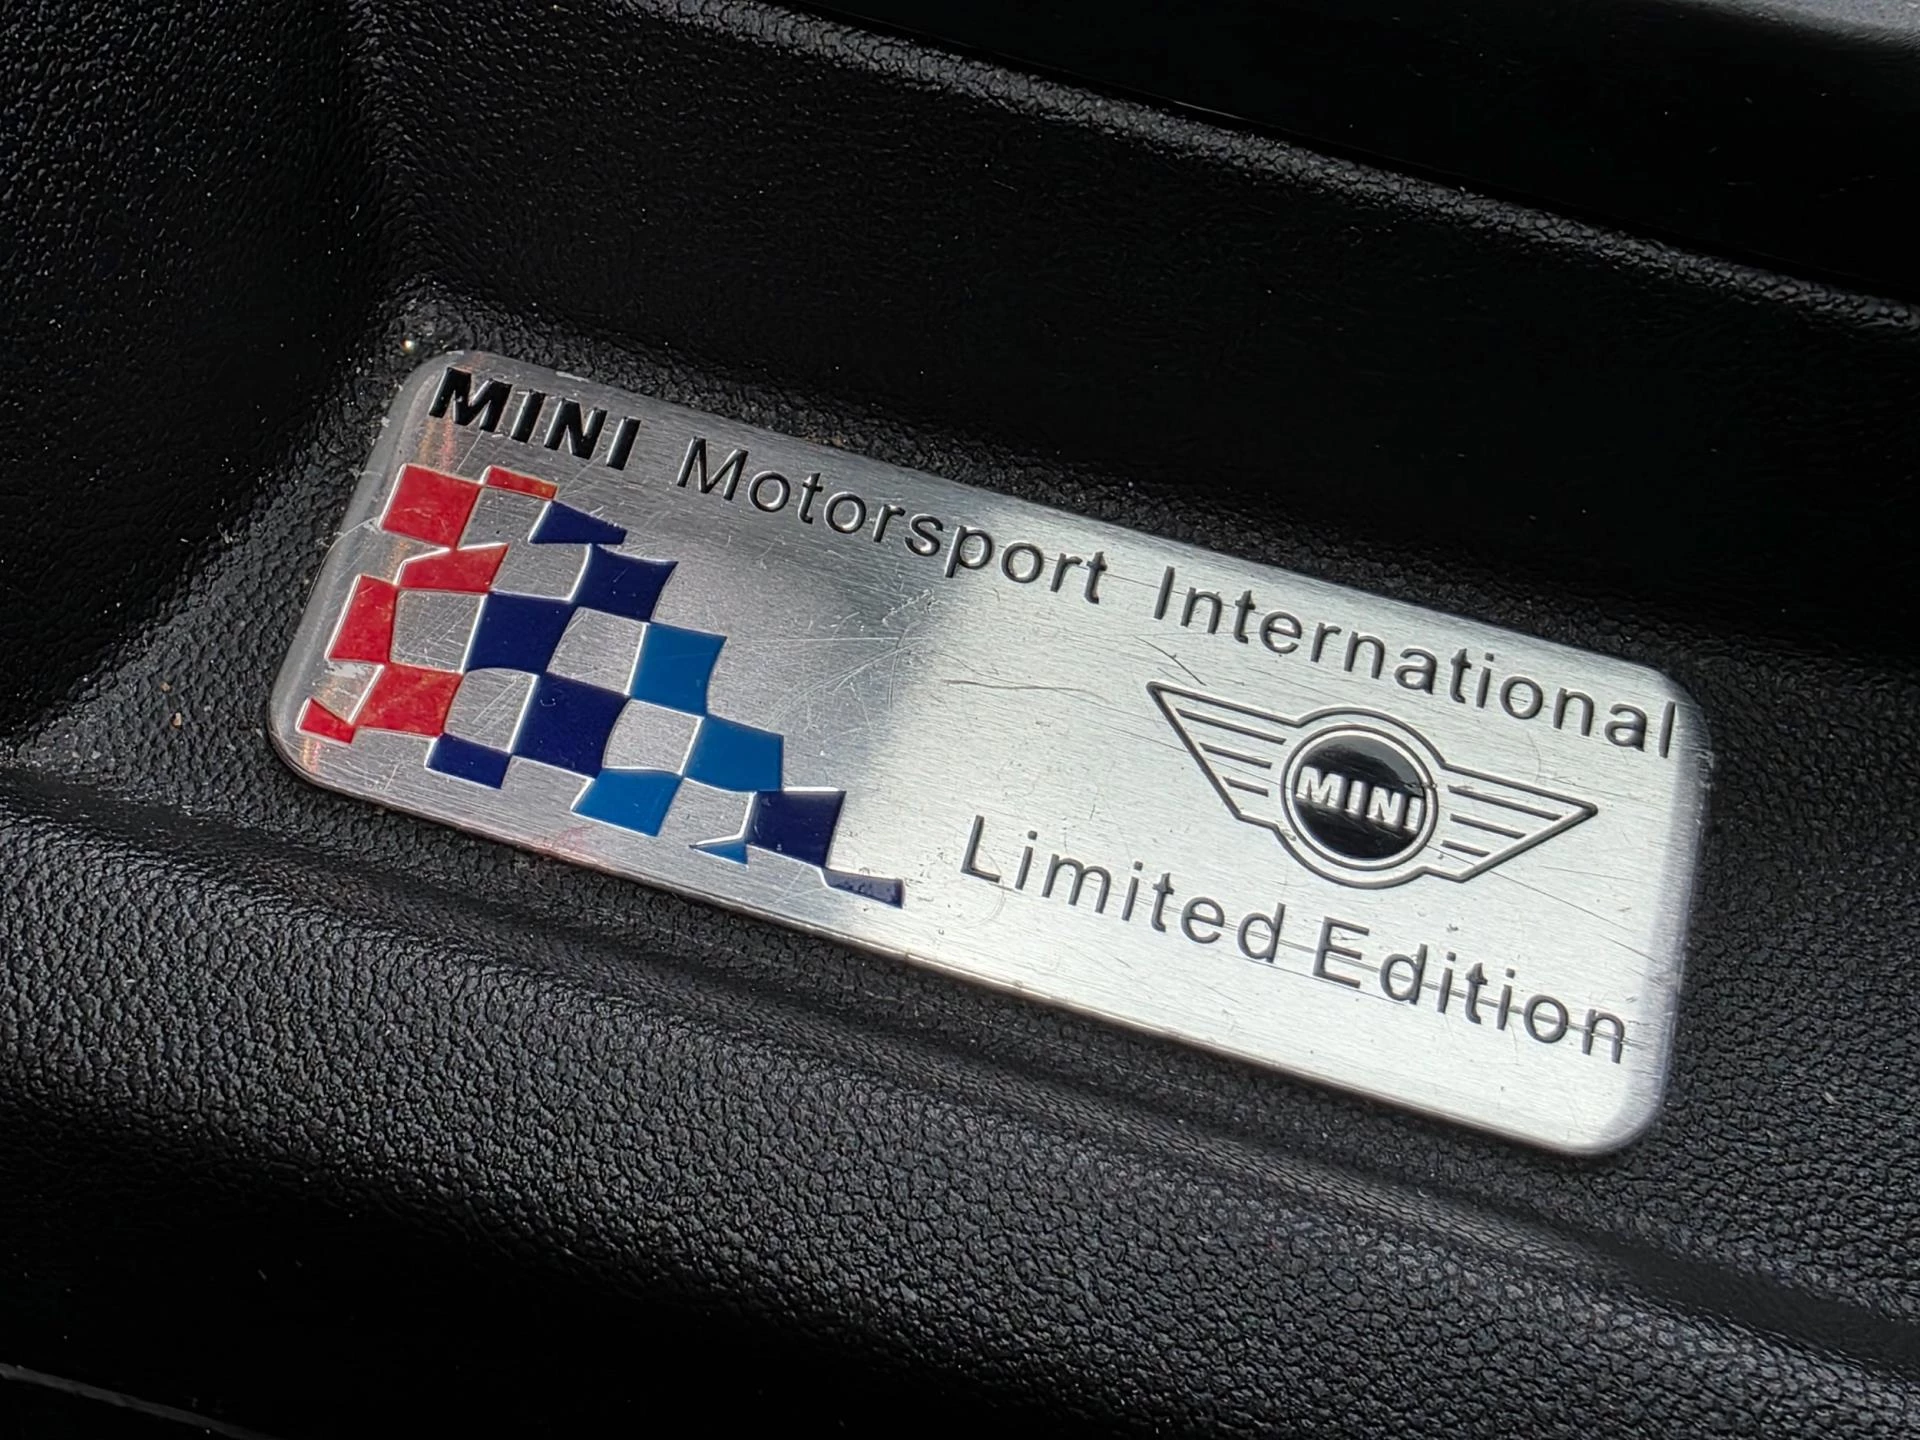 MINI Motorsport International
MINI
Limited Edition